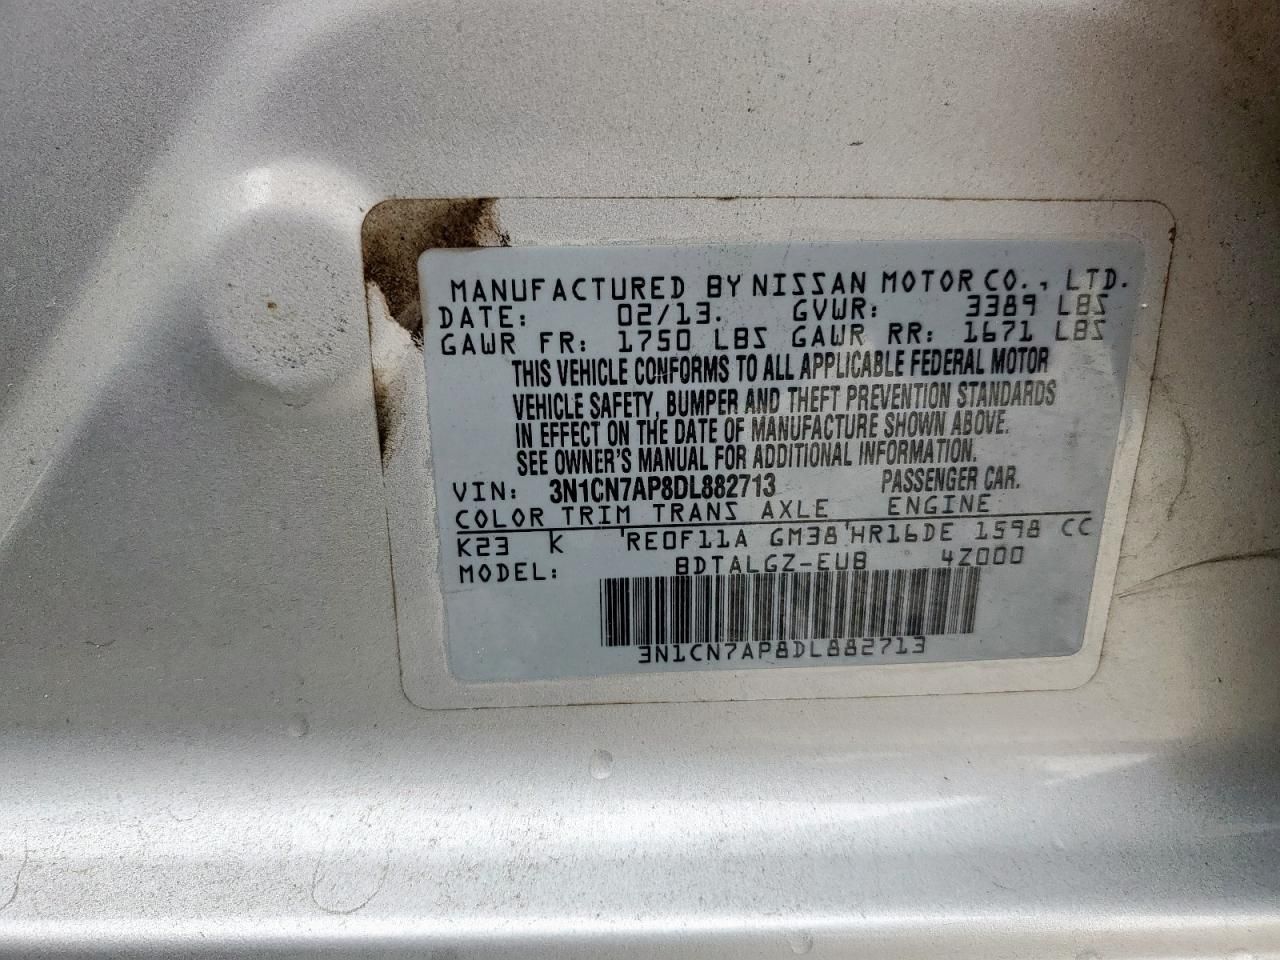 MANUFACTURED BY NISSAN MOTOR CO., LTD.
DATE: 02/13. GVWR: 3389 LBS
GAWR FR: 1750 LBS GAWR RR: 1671 LBS
THIS VEHICLE CONFORMS TO ALL APPLICABLE FEDERAL MOTOR
VEHICLE SAFETY, BUMPER AND THEFT PREVENTION STANDARDS
IN EFFECT ON THE DATE OF MANUFACTURE SHOWN ABOVE.
SEE OWNER'S MANUAL FOR ADDITIONAL INFORMATION.
VIN: 3N1CN7AP8DL882713 PASSENGER CAR.
COLOR TRIM TRANS AXLE ENGINE
K23 K RE0F11A GM38 HR16DE 1598 CC
MODEL: BDTALGZ-EUB 4Z000
3N1CN7AP8DL882713